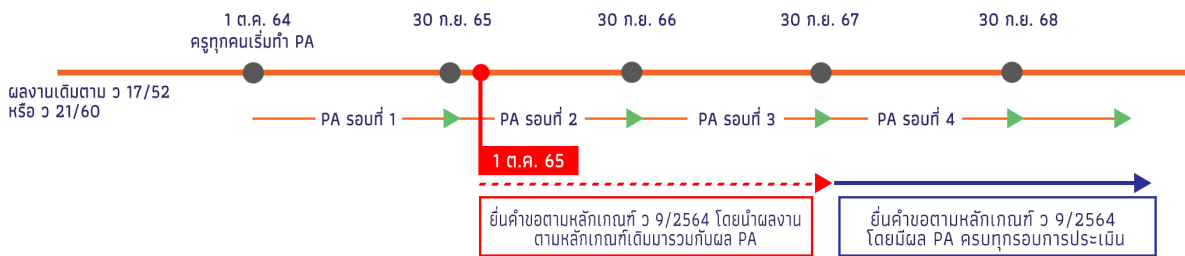 1 ต.ค. 64
ครูทุกคนเริ่มทำ PA
30 ก.ย. 65
30 ก.ย. 66
30 ก.ย. 67
30 ก.ย. 68
ผลงานเดิมตาม ว 17/52
หรือ ว 21/60
PA รอบที่ 1
PA รอบที่ 2
PA รอบที่ 3
PA รอบที่ 4
1 ต.ค. 65
ยื่นคำขอตามหลักเกณฑ์ ว 9/2564 โดยนำผลงาน
ตามหลักเกณฑ์เดิมมารวมกับผล PA
ยื่นคำขอตามหลักเกณฑ์ ว 9/2564
โดยมีผล PA ครบทุกรอบการประเมิน